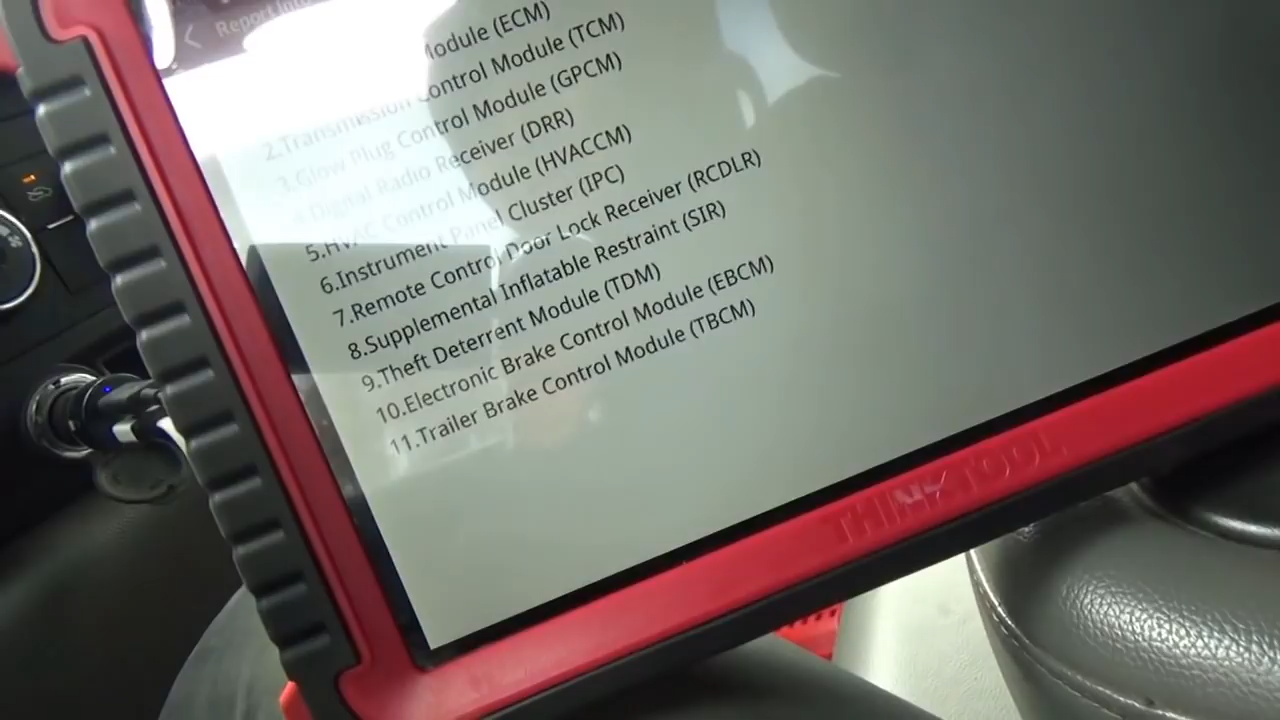 Report Info
Module (ECM)
2.Transmission Control Module (TCM)
3.Glow Plug Control Module (GPCM)
4.Digital Radio Receiver (DRR)
5.HVAC Control Module (HVACCM)
6.Instrument Panel Cluster (IPC)
7.Remote Control Door Lock Receiver (RCDLR)
8.Supplemental Inflatable Restraint (SIR)
9.Theft Deterrent Module (TDM)
10.Electronic Brake Control Module (EBCM)
11.Trailer Brake Control Module (TBCM)
THINKTOOL